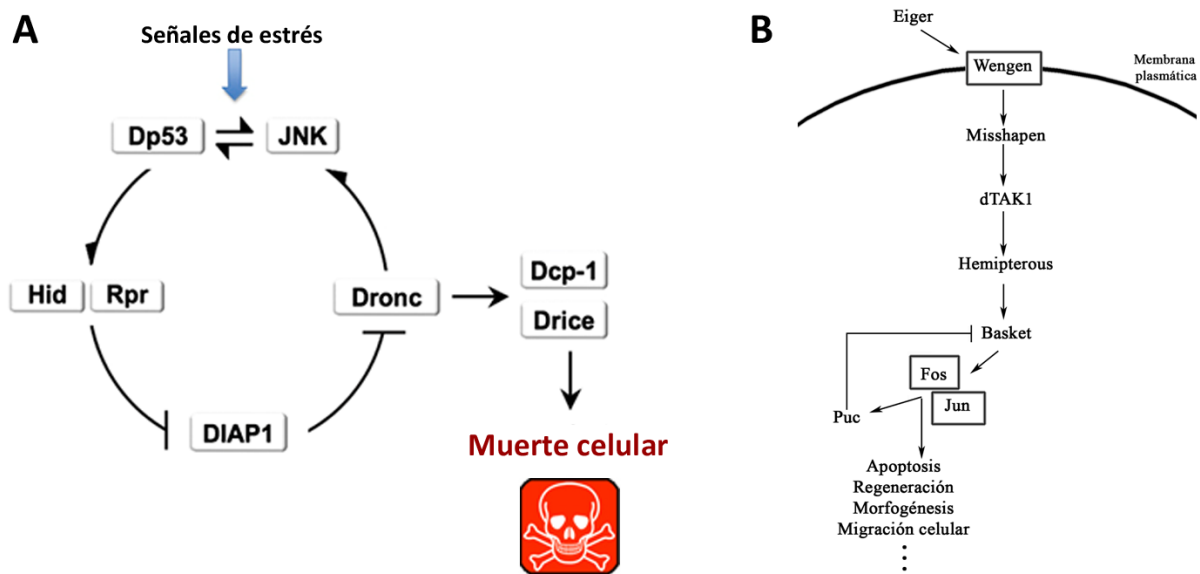 A
Señales de estrés
Dp53
JNK
Hid
Rpr
Dronc
Dcp-1
Drice
DIAP1
Muerte celular
B
Eiger
Wengen
Membrana
plasmática
Misshapen
dTAK1
Hemipterous
Basket
Fos
Jun
Puc
Apoptosis
Regeneración
Morfogénesis
Migración celular